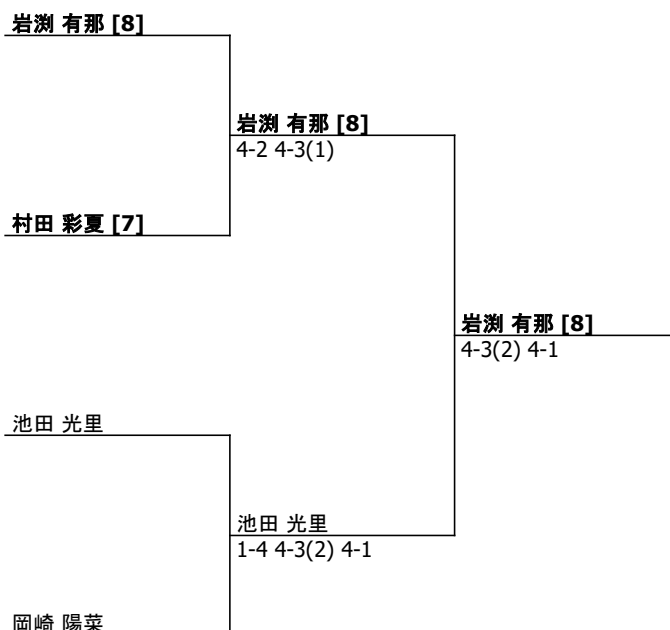 岩渕 有那 [8]
岩渕 有那 [8]
4-2 4-3(1)
村田 彩夏 [7]
岩渕 有那 [8]
4-3(2) 4-1
池田 光里
池田 光里
1-4 4-3(2) 4-1
岡崎 陽菜